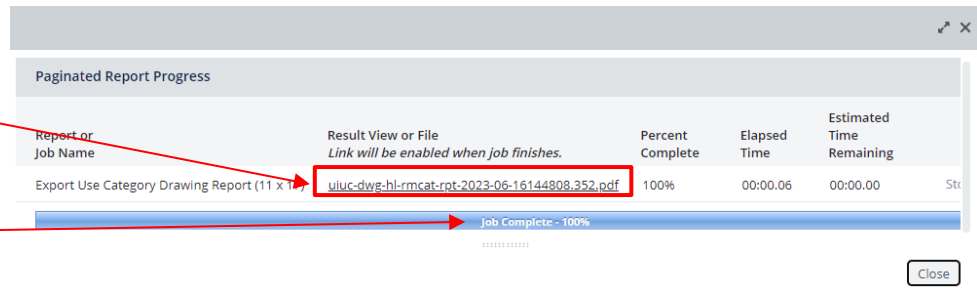 Paginated Report Progress
Estimated
Report or Result View or File Percent Elapsed Time
Job Name Link will be enabled when job finishes. Complete Time Remaining
Export Use Category Drawing Report (11 x uiuc-dwg-hl-rmcat-rpt-2023-06-16144808.352.pdf 100% 00:00.06 00:00.00
Job Complete - 100%
Close